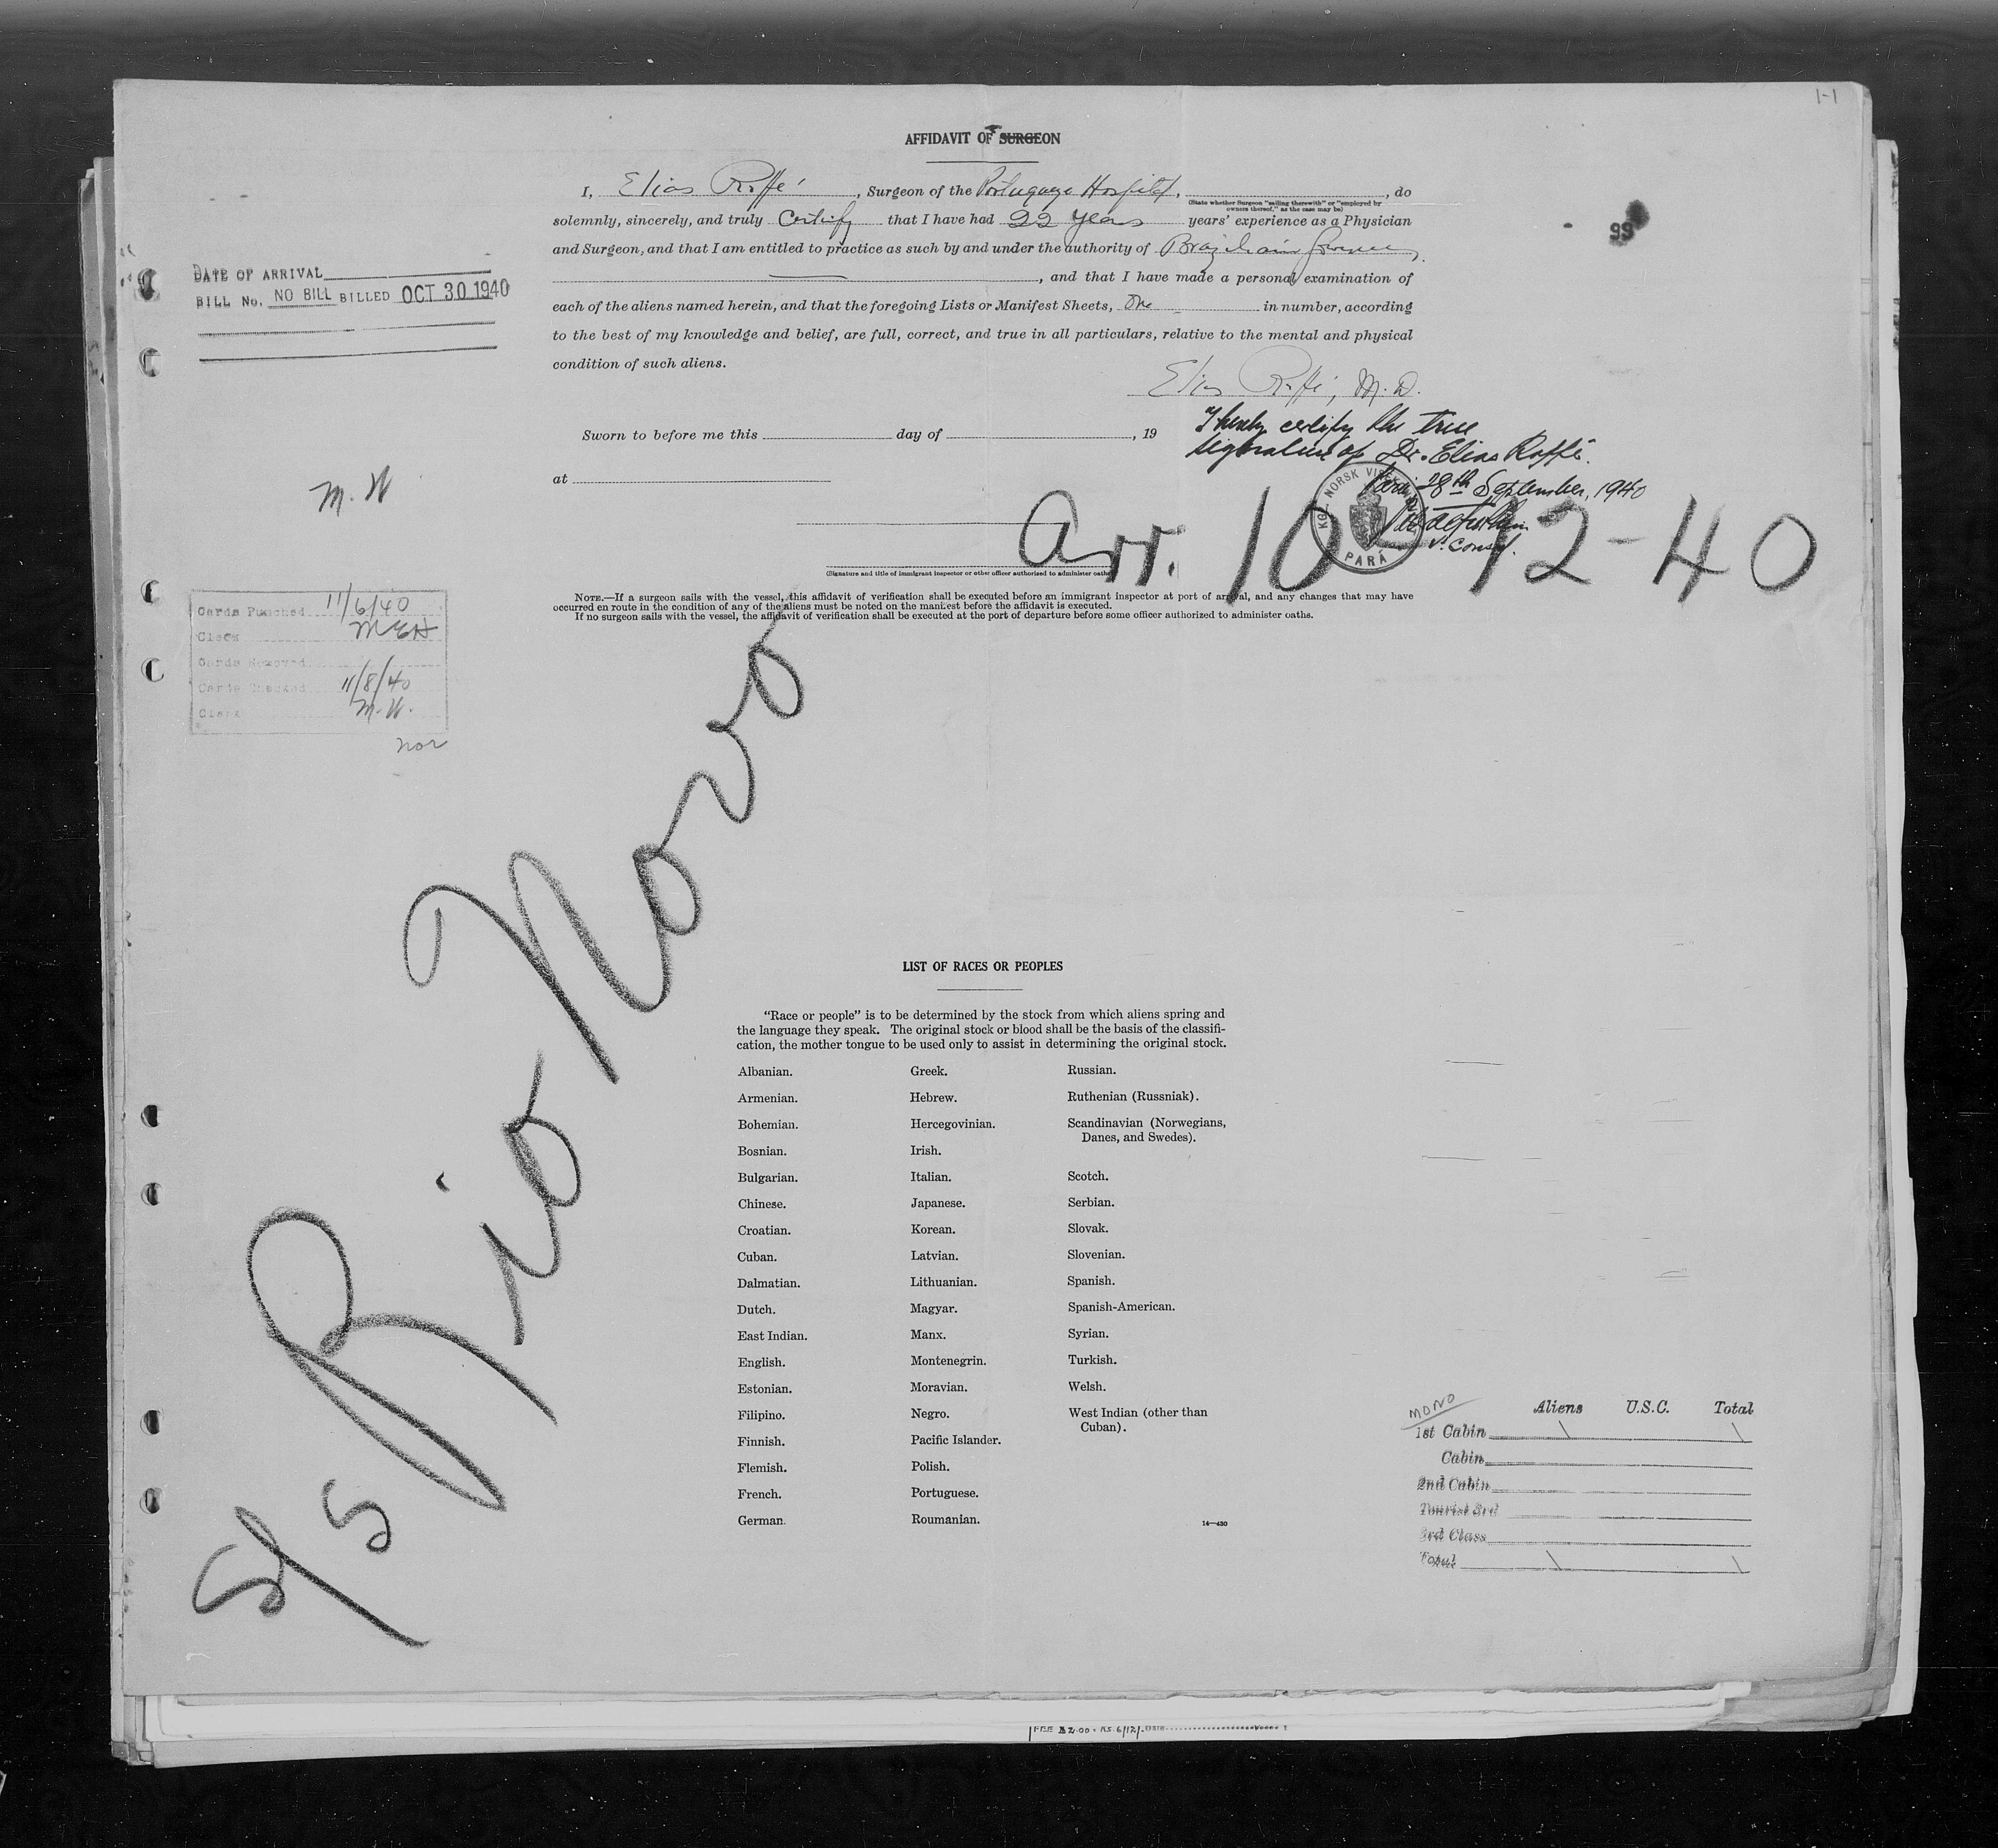 1-1
AFFIDAVIT OF SURGEON
I, Elias Roffé, Surgeon of the Portuguese Hospital, , do
(State whether Surgeon "sailing therewith" or "employed by
owners thereof," as the case may be)
solemnly, sincerely, and truly certify that I have had 22 years years' experience as a Physician
and Surgeon, and that I am entitled to practice as such by and under the authority of Brazilian
, and that I have made a personal examination of
each of the aliens named herein, and that the foregoing Lists or Manifest Sheets, One in number, according
to the best of my knowledge and belief, are full, correct, and true in all particulars, relative to the mental and physical
condition of such aliens.
99
DATE OF ARRIVAL
BILL No. NO BILL BILLED OCT 30 1940
Elias Roffé, M.D.
Sworn to before me this day of , 19
at
I hereby certify the true
signature of Dr. Elias Roffé.
Pará 28th September, 1940
V. Consul.
KGL. NORSK VISE
PARÁ
M. W
Arr. 10 12-40
(Signature and title of immigrant inspector or other officer authorized to administer oaths)
NOTE.—If a surgeon sails with the vessel, this affidavit of verification shall be executed before an immigrant inspector at port of arrival, and any changes that may have
occurred en route in the condition of any of the aliens must be noted on the manifest before the affidavit is executed.
If no surgeon sails with the vessel, the affidavit of verification shall be executed at the port of departure before some officer authorized to administer oaths.
Cards Punched 11/6/40
Clerk MEH
Cards Removed
Cards Checked 11/8/40
Clerk M.W.
nor
S/S Rio Novo
LIST OF RACES OR PEOPLES
"Race or people" is to be determined by the stock from which aliens spring and
the language they speak. The original stock or blood shall be the basis of the classifi-
cation, the mother tongue to be used only to assist in determining the original stock.
Albanian. Greek. Russian.
Armenian. Hebrew. Ruthenian (Russniak).
Bohemian. Hercegovinian. Scandinavian (Norwegians,
Danes, and Swedes).
Bosnian. Irish.
Bulgarian. Italian. Scotch.
Chinese. Japanese. Serbian.
Croatian. Korean. Slovak.
Cuban. Latvian. Slovenian.
Dalmatian. Lithuanian. Spanish.
Dutch. Magyar. Spanish-American.
East Indian. Manx. Syrian.
English. Montenegrin. Turkish.
Estonian. Moravian. Welsh.
Filipino. Negro. West Indian (other than
Cuban).
Finnish. Pacific Islander.
Flemish. Polish.
French. Portuguese.
German. Roumanian.
14—430
MONO
Aliens U.S.C. Total
1st Cabin 1 1
Cabin
2nd Cabin
Tourist 3rd
3rd Class
Total 1 1